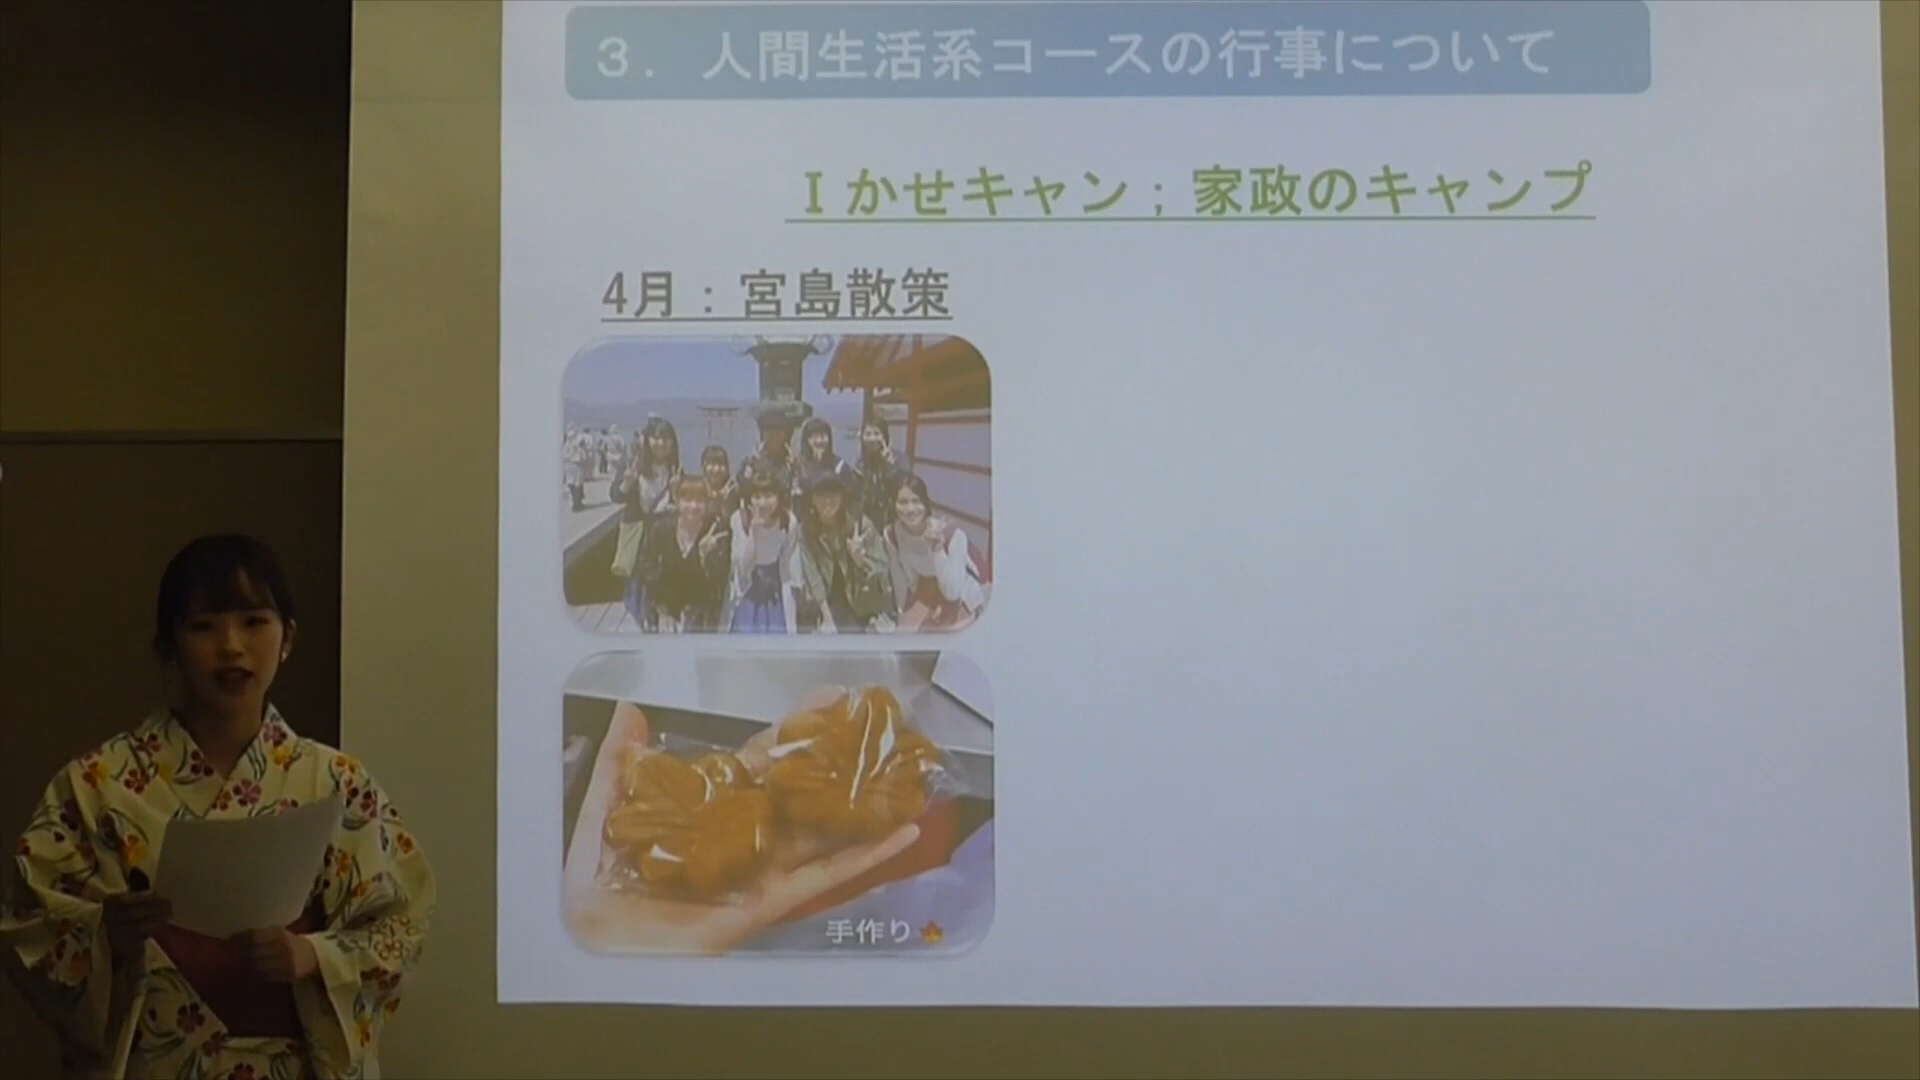 ３．人間生活系コースの行事について
Ⅰかせキャン；家政のキャンプ
4月：宮島散策
手作り🍁